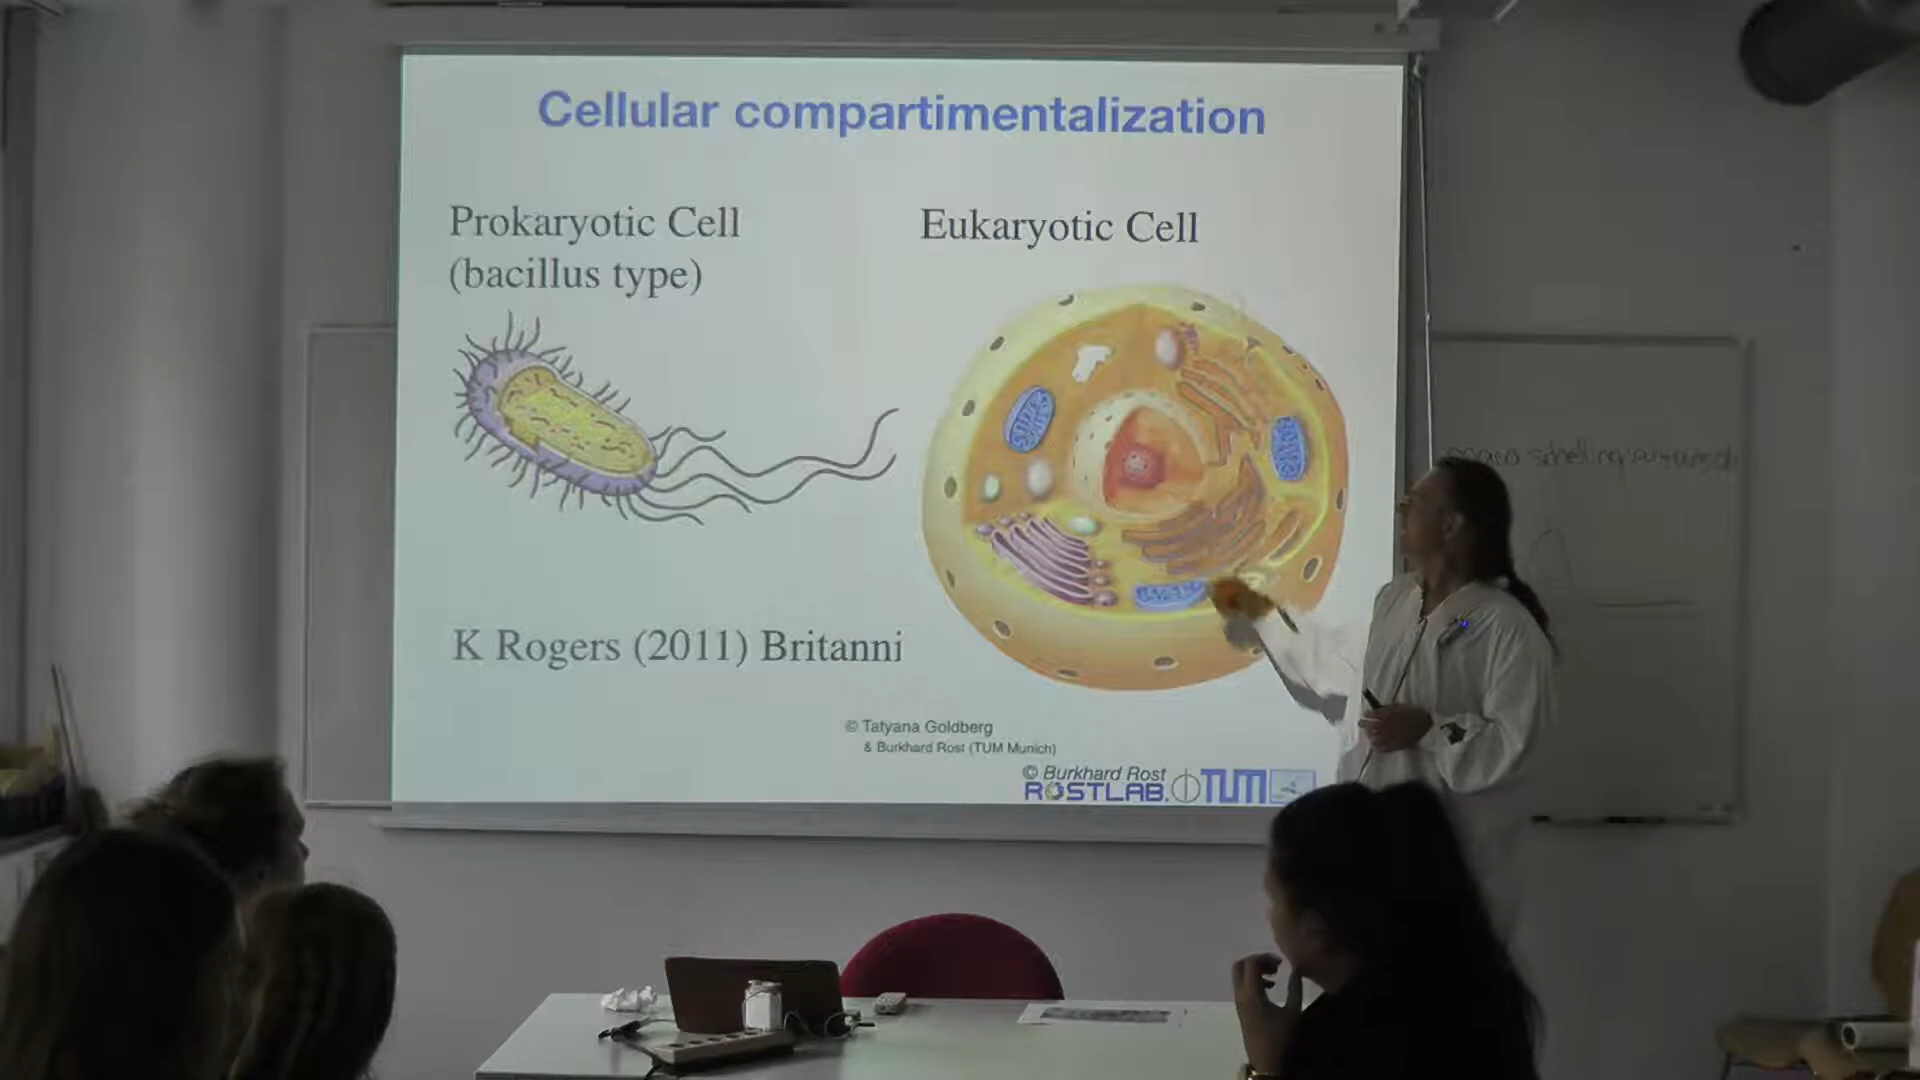 Cellular compartimentalization
Prokaryotic Cell
(bacillus type)
Eukaryotic Cell
K Rogers (2011) Britanni
© Tatyana Goldberg
& Burkhard Rost (TUM Munich)
© Burkhard Rost
ROSTLAB. TUM